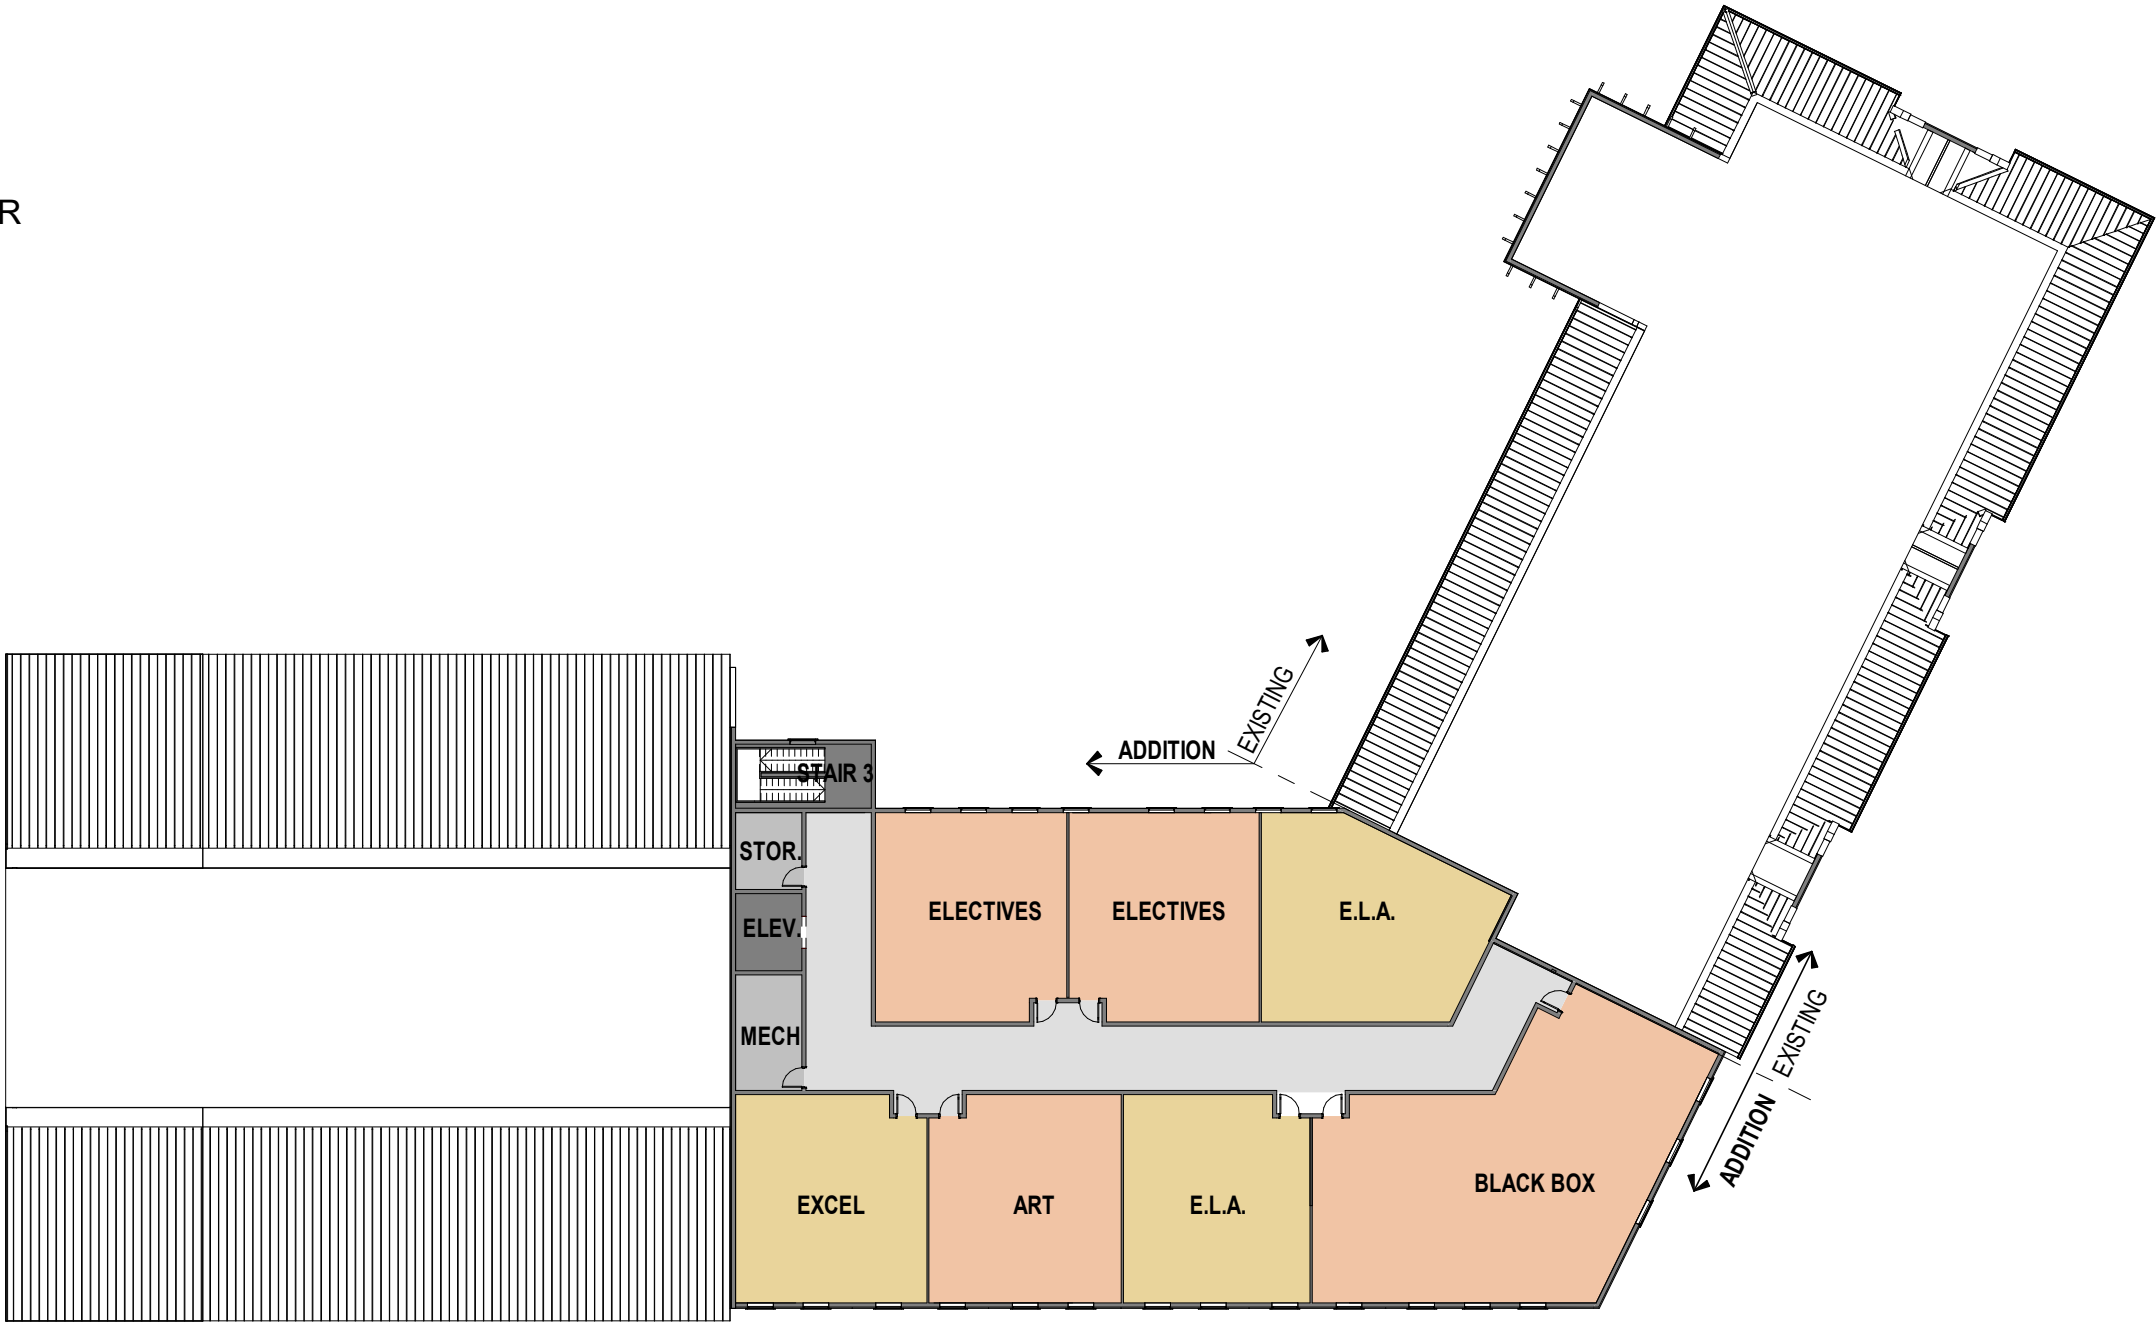 R
EXISTING
ADDITION
STAIR 3
STOR.
ELECTIVES
ELECTIVES
E.L.A.
ELEV.
MECH
EXISTING
ADDITION
BLACK BOX
EXCEL
ART
E.L.A.